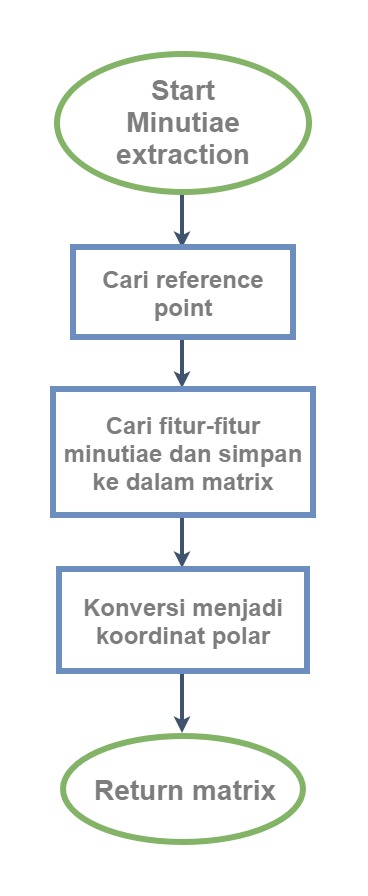 Start
Minutiae
extraction
Cari reference
point
Cari fitur-fitur
minutiae dan simpan
ke dalam matrix
Konversi menjadi
koordinat polar
Return matrix